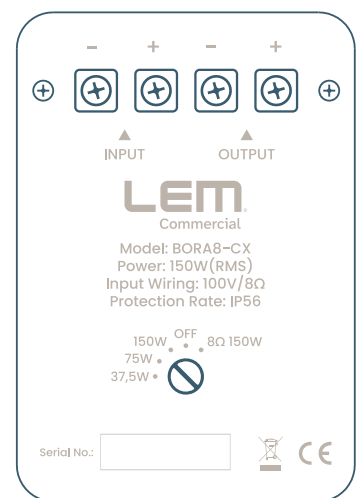 - + - +
INPUT OUTPUT
LEM
Commercial
Model: BORA8-CX
Power: 150W(RMS)
Input Wiring: 100V/8Ω
Protection Rate: IP56
OFF
150W 8Ω 150W
75W
37,5W
Serial No.: CE